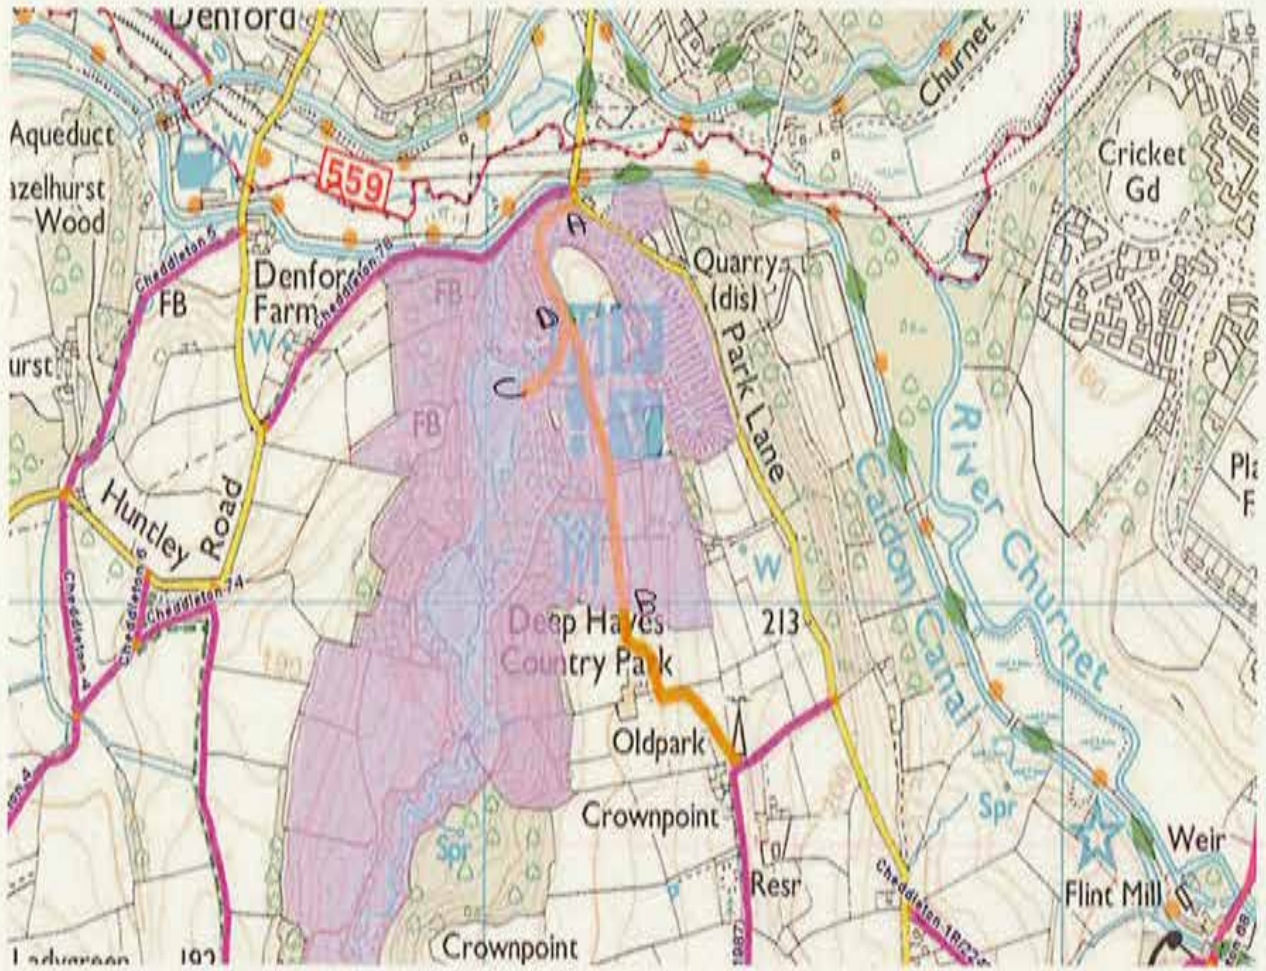 Denford
Churnet
Aqueduct
W
559
Cricket
Gd
azelhurst
Wood
Cheddleton 5
A
Denford
Farm
Cheddleton 76
FB
Quarry
(dis)
FB
W
D
urst
Park Lane
C
FB
River Churnet
Caldon Canal
Huntley
Road
Pla
F
W
Cheddleton 4
Cheddleton 74
B
213
Deep Hayes
Country Park
Oldpark
Crownpoint
Spr
Spr
Weir
Resr
Flint Mill
Crownpoint
192